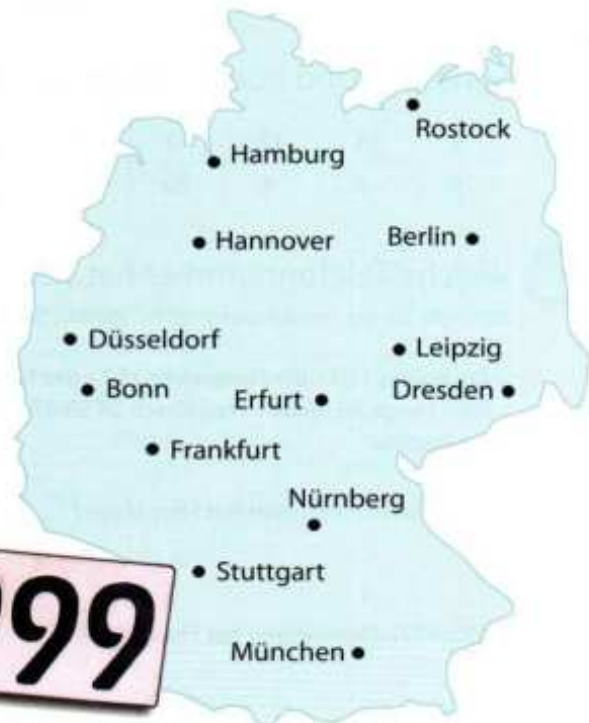 Rostock
Hamburg
Hannover
Berlin
Düsseldorf
Leipzig
Bonn
Erfurt
Dresden
Frankfurt
Nürnberg
Stuttgart
99
München